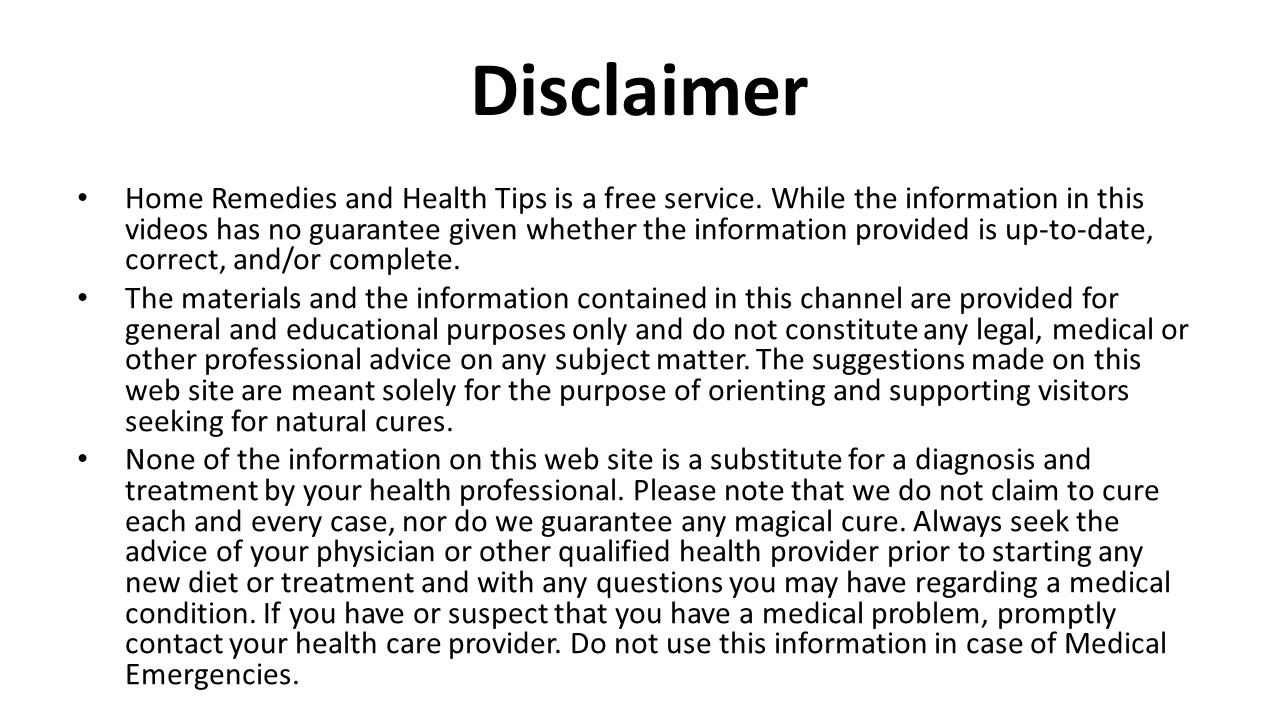 Disclaimer
• Home Remedies and Health Tips is a free service. While the information in this
videos has no guarantee given whether the information provided is up-to-date,
correct, and/or complete.
• The materials and the information contained in this channel are provided for
general and educational purposes only and do not constitute any legal, medical or
other professional advice on any subject matter. The suggestions made on this
web site are meant solely for the purpose of orienting and supporting visitors
seeking for natural cures.
• None of the information on this web site is a substitute for a diagnosis and
treatment by your health professional. Please note that we do not claim to cure
each and every case, nor do we guarantee any magical cure. Always seek the
advice of your physician or other qualified health provider prior to starting any
new diet or treatment and with any questions you may have regarding a medical
condition. If you have or suspect that you have a medical problem, promptly
contact your health care provider. Do not use this information in case of Medical
Emergencies.